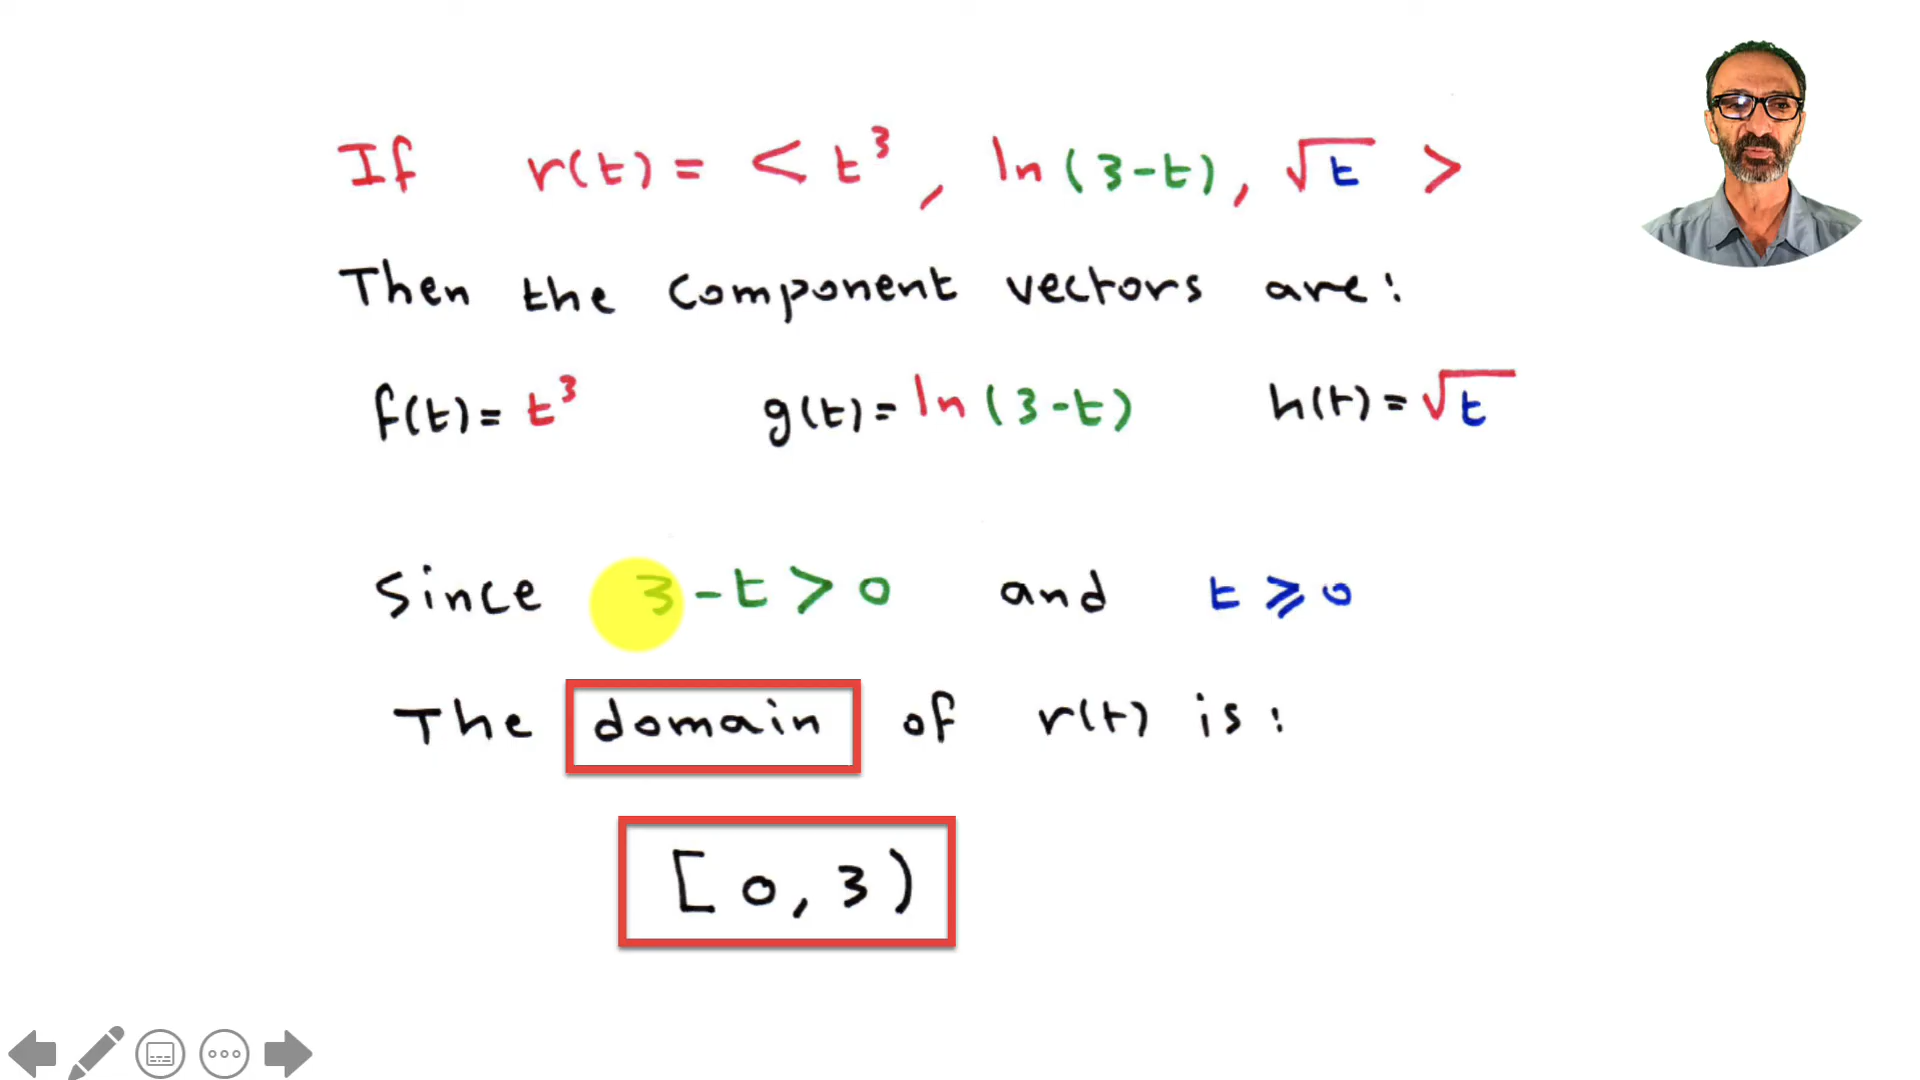 If r(t) = < t³, ln(3-t), √t >
Then the component vectors are:
f(t) = t³ g(t) = ln(3-t) h(t) = √t
Since 3-t > 0 and t ⩾ 0
The domain of r(t) is:
[0, 3)